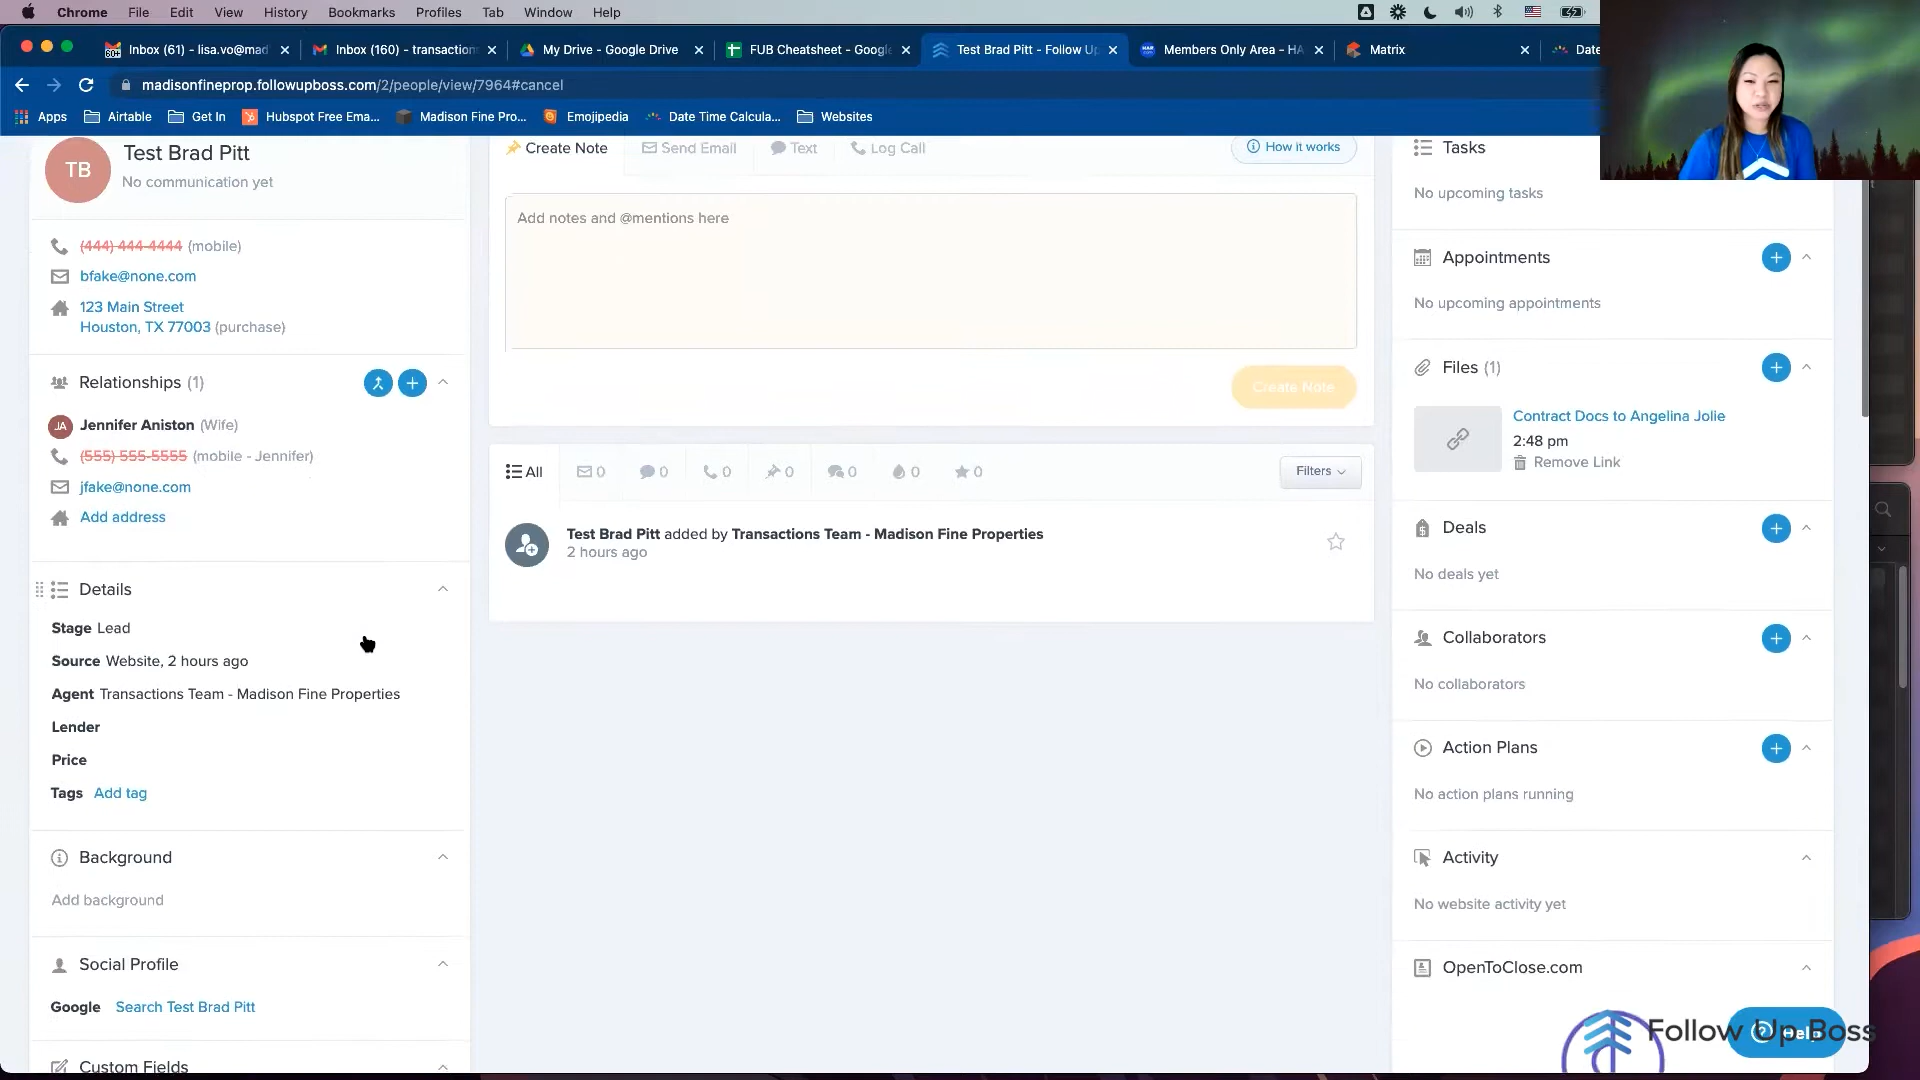 Chrome File Edit View History Bookmarks Profiles Tab Window Help
60+ Inbox (61) - lisa.vo@mad
Inbox (160) - transaction
My Drive - Google Drive
FUB Cheatsheet - Google
Test Brad Pitt - Follow Up
Members Only Area - HA
Matrix
Date
madisonfineprop.followupboss.com/2/people/view/7964#cancel
Apps Airtable Get In Hubspot Free Ema... Madison Fine Pro... Emojipedia Date Time Calcula... Websites
TB
Test Brad Pitt
No communication yet
(444) 444-4444 (mobile)
bfake@none.com
123 Main Street
Houston, TX 77003 (purchase)
Relationships (1)
JA Jennifer Aniston (Wife)
(555) 555-5555 (mobile - Jennifer)
jfake@none.com
Add address
Details
Stage Lead
Source Website, 2 hours ago
Agent Transactions Team - Madison Fine Properties
Lender
Price
Tags Add tag
Background
Add background
Social Profile
Google Search Test Brad Pitt
Custom Fields
Create Note Send Email Text Log Call How it works
Add notes and @mentions here
Create Note
All 0 0 0 0 0 0 0 Filters
Test Brad Pitt added by Transactions Team - Madison Fine Properties
2 hours ago
Tasks
No upcoming tasks
Appointments
No upcoming appointments
Files (1)
Contract Docs to Angelina Jolie
2:48 pm
Remove Link
Deals
No deals yet
Collaborators
No collaborators
Action Plans
No action plans running
Activity
No website activity yet
OpenToClose.com
Follow Up Boss